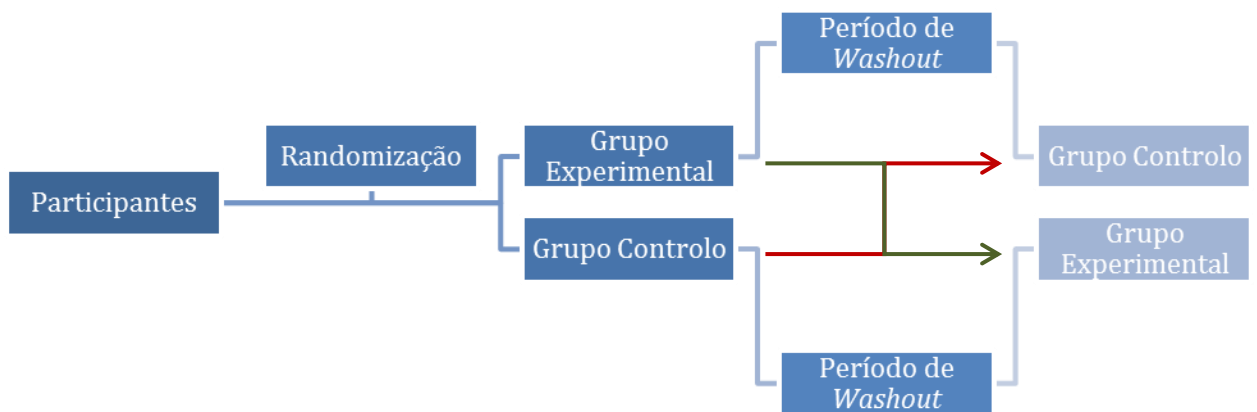 Participantes
Randomização
Grupo
Experimental
Grupo Controlo
Período de
Washout
Período de
Washout
Grupo Controlo
Grupo
Experimental